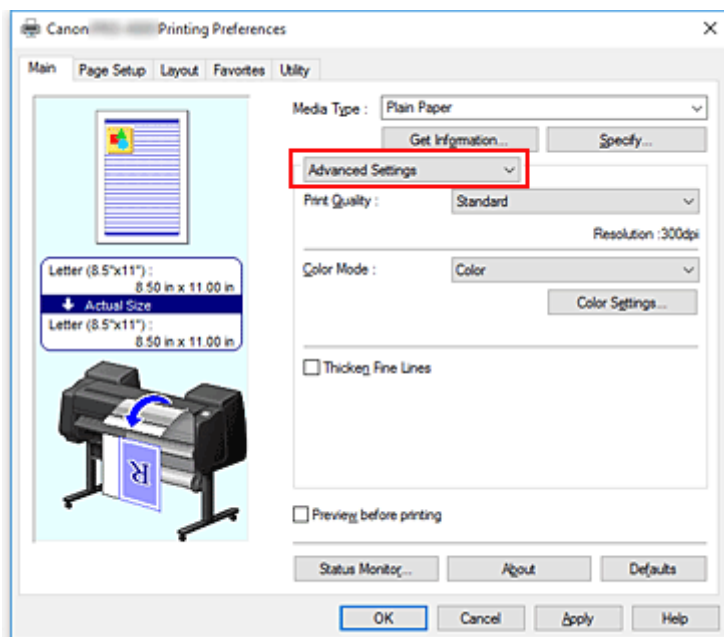 Canon Printing Preferences
Main Page Setup Layout Favorites Utility
Media Type : Plain Paper
Get Information... Specify...
Advanced Settings
Print Quality : Standard
Resolution :300dpi
Color Mode : Color
Color Settings...
Thicken Fine Lines
Letter (8.5"x11") :
8.50 in x 11.00 in
Actual Size
Letter (8.5"x11") :
8.50 in x 11.00 in
R
Preview before printing
Status Monitor... About Defaults
OK Cancel Apply Help